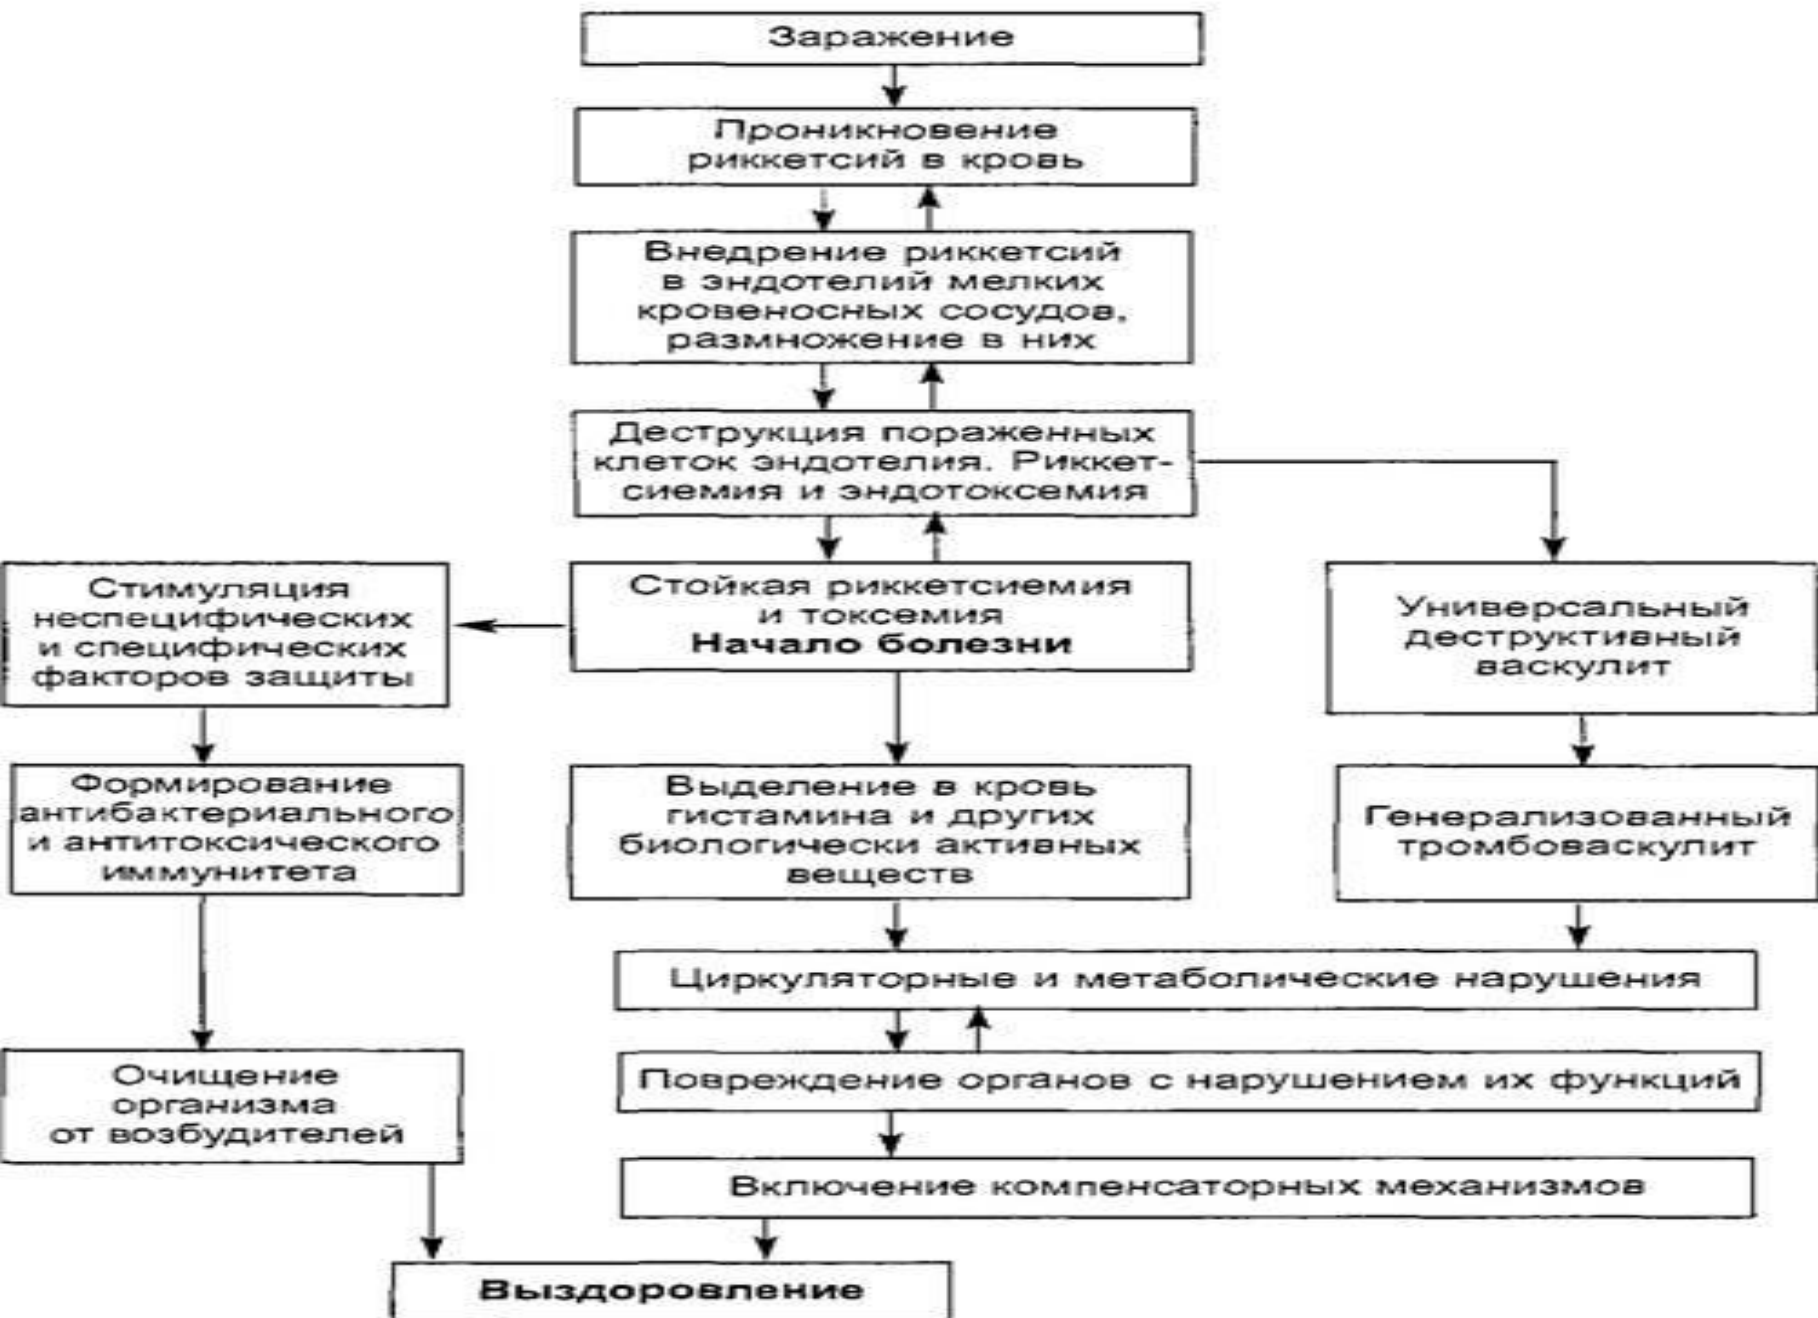 Заражение
Проникновение
риккетсий в кровь
Внедрение риккетсий
в эндотелий мелких
кровеносных сосудов,
размножение в них
Деструкция пораженных
клеток эндотелия. Риккет-
сиемия и эндотоксемия
Стимуляция
неспецифических
и специфических
факторов защиты
Стойкая риккетсиемия
и токсемия
Начало болезни
Универсальный
деструктивный
васкулит
Формирование
антибактериального
и антитоксического
иммунитета
Выделение в кровь
гистамина и других
биологически активных
веществ
Генерализованный
тромбоваскулит
Циркуляторные и метаболические нарушения
Очищение
организма
от возбудителей
Повреждение органов с нарушением их функций
Включение компенсаторных механизмов
Выздоровление